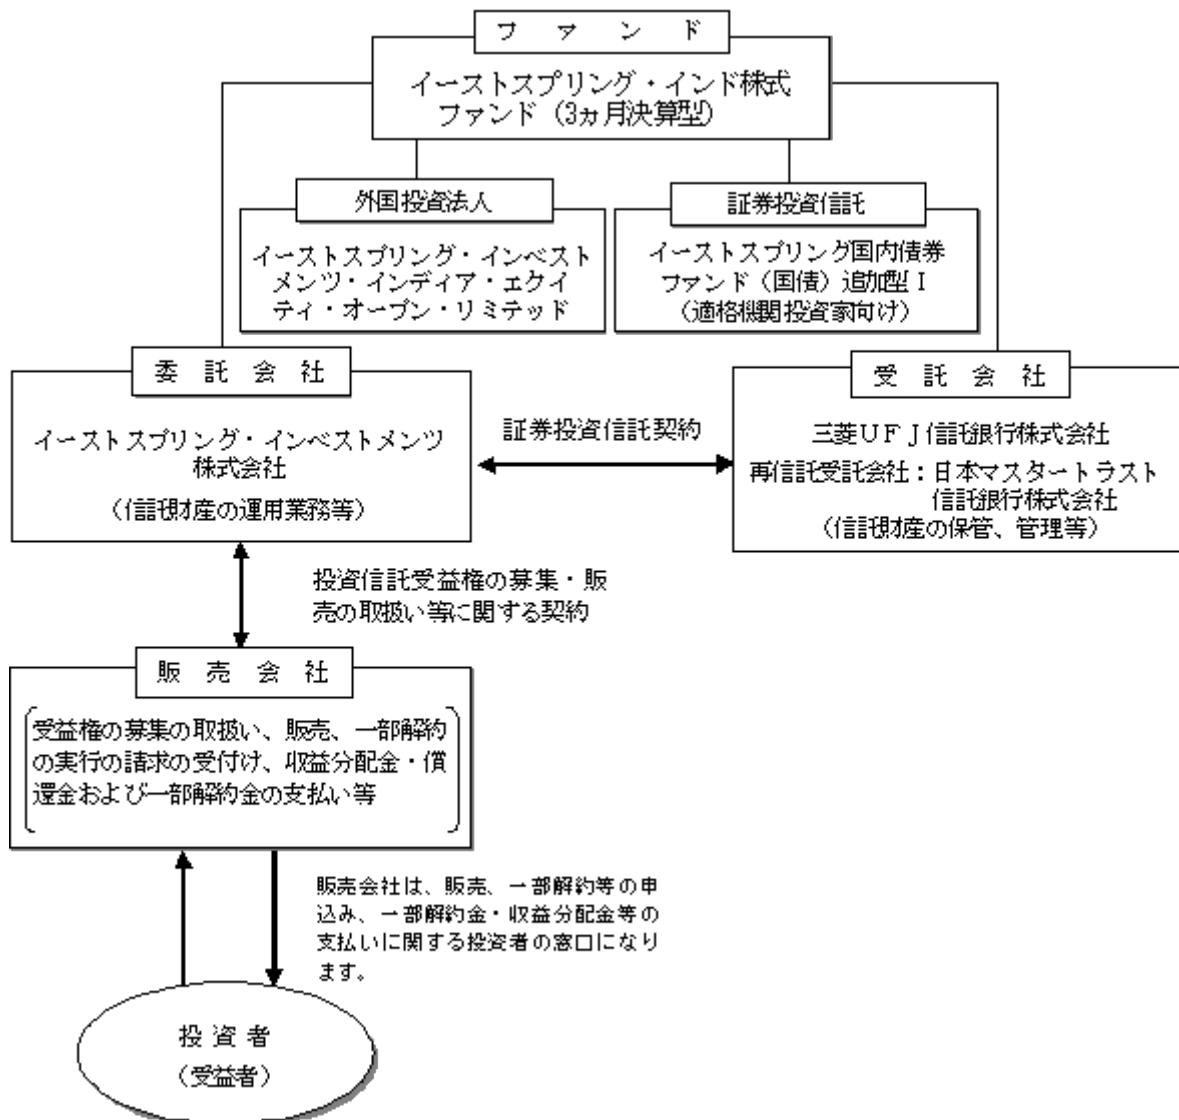 ファンド
イーストスプリング・インド株式
ファンド（3ヵ月決算型）
外国投資法人
イーストスプリング・インベスト
メンツ・インディア・エクイ
ティ・オープン・リミテッド
証券投資信託
イーストスプリング国内債券
ファンド（国債）追加型Ⅰ
（適格機関投資家向け）
委託会社
イーストスプリング・インベストメンツ
株式会社
（信託財産の運用業務等）
証券投資信託契約
受託会社
三菱ＵＦＪ信託銀行株式会社
再信託受託会社：日本マスタートラスト
信託銀行株式会社
（信託財産の保管、管理等）
投資信託受益権の募集・販
売の取扱い等に関する契約
販売会社
受益権の募集の取扱い、販売、一部解約
の実行の請求の受付け、収益分配金・償
還金および一部解約金の支払い等
販売会社は、販売、一部解約等の申
込み、一部解約金・収益分配金等の
支払いに関する投資者の窓口になり
ます。
投資者
（受益者）